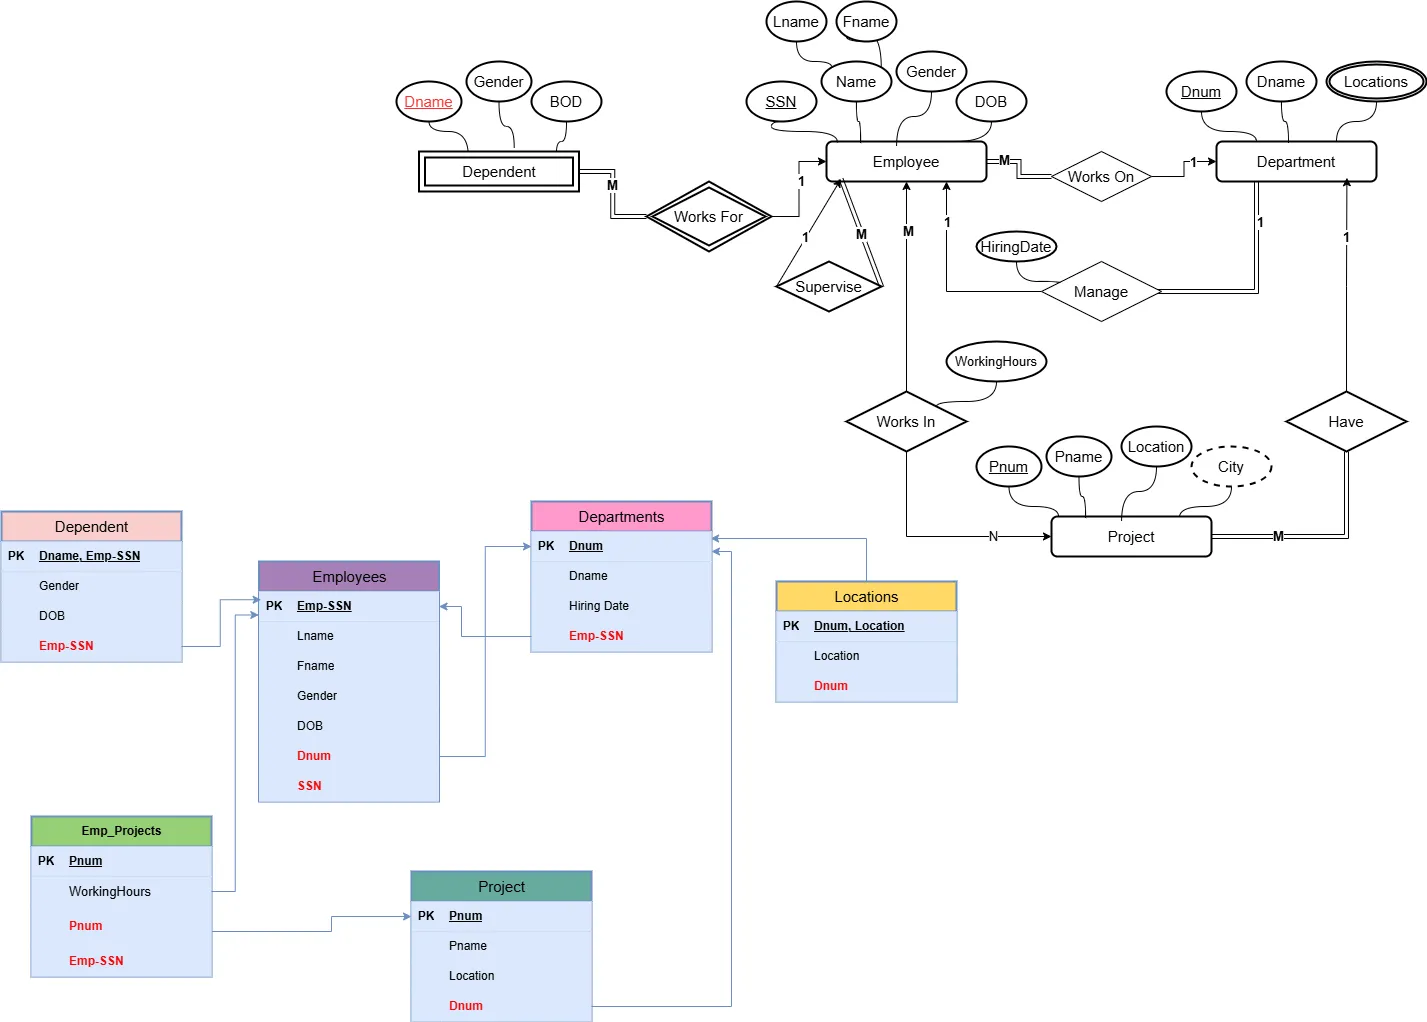 Lname
Fname
Dname
Gender
BOD
SSN
Name
Gender
DOB
Dnum
Dname
Locations
Dependent
Employee
Department
M
Works For
1
M
Works On
1
1
M
Supervise
M
1
HiringDate
Manage
1
1
WorkingHours
Works In
Have
Pnum
Pname
Location
City
N
Project
M
Dependent
PK Dname, Emp-SSN
Gender
DOB
Emp-SSN
Employees
PK Emp-SSN
Lname
Fname
Gender
DOB
Dnum
SSN
Departments
PK Dnum
Dname
Hiring Date
Emp-SSN
Locations
PK Dnum, Location
Location
Dnum
Emp_Projects
PK Pnum
WorkingHours
Pnum
Emp-SSN
Project
PK Pnum
Pname
Location
Dnum